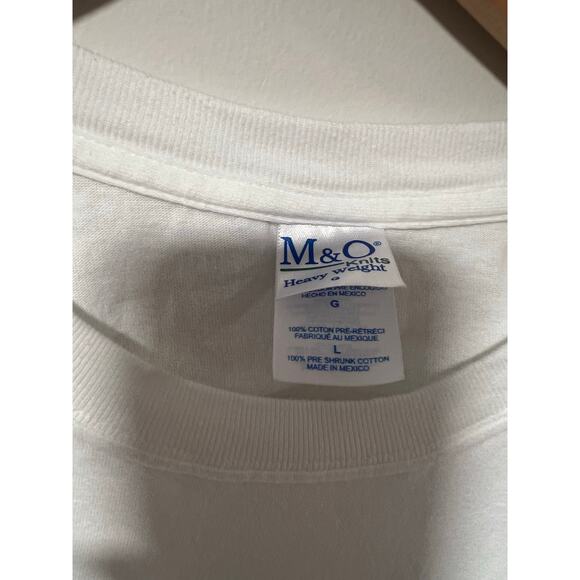 M&O®
Knits
Heavy Weight
HECHO EN MEXICO
G
100% COTON PRÉ-RÉTRÉCI
FABRIQUÉ AU MEXIQUE
L
100% PRE SHRUNK COTTON
MADE IN MEXICO